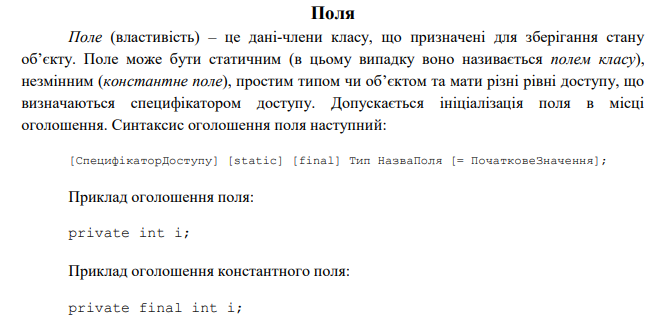 Поля
Поле (властивість) – це дані-члени класу, що призначені для зберігання стану
об’єкту. Поле може бути статичним (в цьому випадку воно називається полем класу),
незмінним (константне поле), простим типом чи об’єктом та мати різні рівні доступу, що
визначаються специфікатором доступу. Допускається ініціалізація поля в місці
оголошення. Синтаксис оголошення поля наступний:
[СпецифікаторДоступу] [static] [final] Тип НазваПоля [= ПочатковеЗначення];
Приклад оголошення поля:
private int i;
Приклад оголошення константного поля:
private final int i;